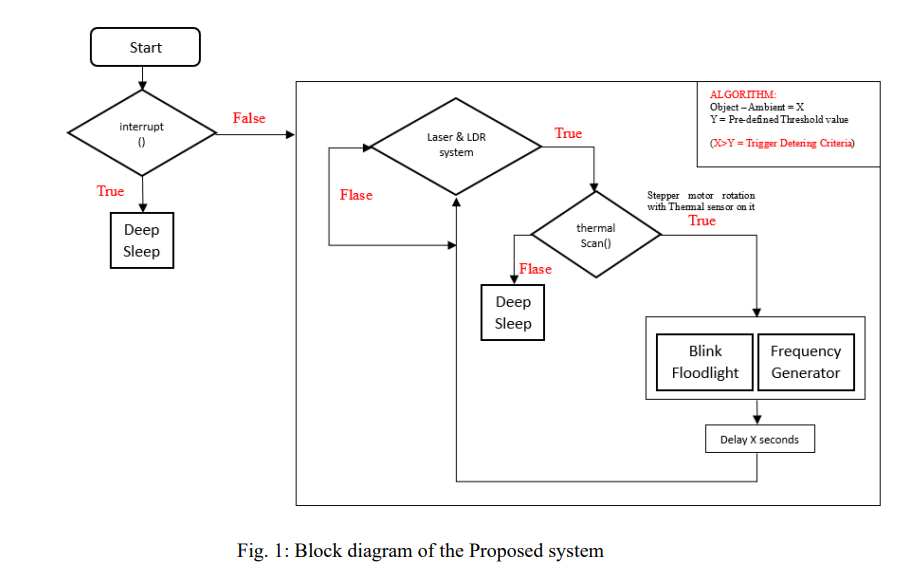 Start
interrupt
()
False
True
Deep
Sleep
ALGORITHM:
Object – Ambient = X
Y = Pre-defined Threshold value
(X>Y = Trigger Detering Criteria)
Laser & LDR
system
True
Flase
Stepper motor rotation
with Thermal sensor on it
True
thermal
Scan()
Flase
Deep
Sleep
Blink
Floodlight
Frequency
Generator
Delay X seconds
Fig. 1: Block diagram of the Proposed system